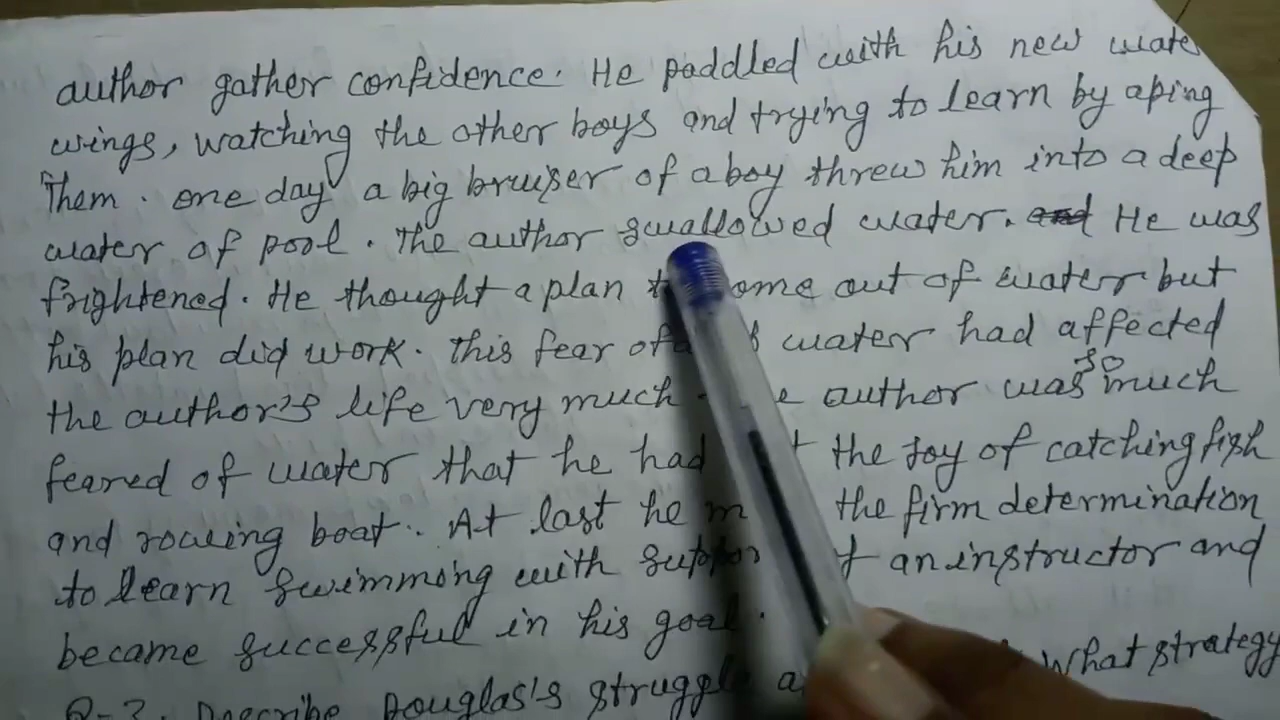 author gather confidence. He paddled with his new wate
wings, watching the other boys and trying to learn by aping
Them. one day a big bruiser of a boy threw him into a deep
water of pool. The author swallowed water. and He was
frightened. He thought a plan ome out of water but
his plan did work. This fear of water had affected
the author's life very much. author was so much
feared of water that he had the joy of catching fish
and rowing boat. At last he m the firm determination
to learn swimming with suppor an instructor and
became successful in his goal.
Q-2. Describe Douglas's struggle a What strategy